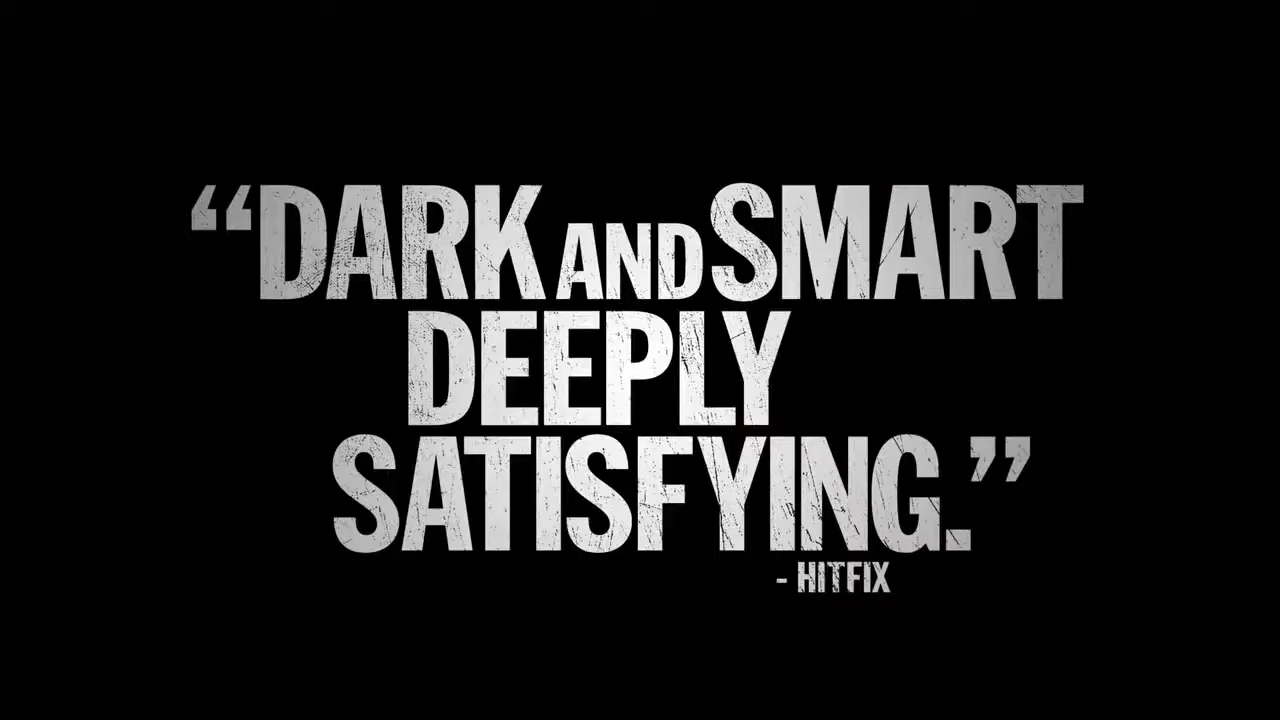 “DARK AND SMART
DEEPLY
SATISFYING.”
- HITFIX